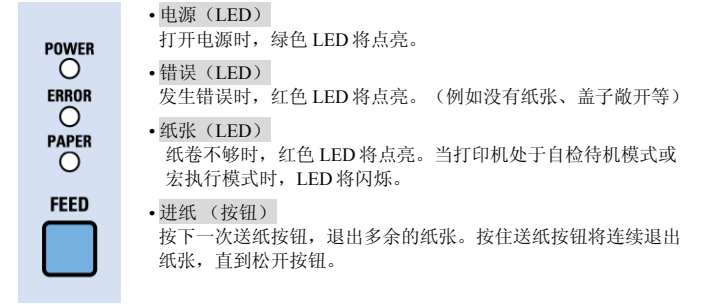 POWER
ERROR
PAPER
FEED
• 电源（LED）
打开电源时，绿色 LED 将点亮。
• 错误（LED）
发生错误时，红色 LED 将点亮。（例如没有纸张、盖子敞开等）
• 纸张（LED）
纸卷不够时，红色 LED 将点亮。当打印机处于自检待机模式或
宏执行模式时，LED 将闪烁。
• 进纸 （按钮）
按下一次送纸按钮，退出多余的纸张。按住送纸按钮将连续退出
纸张，直到松开按钮。